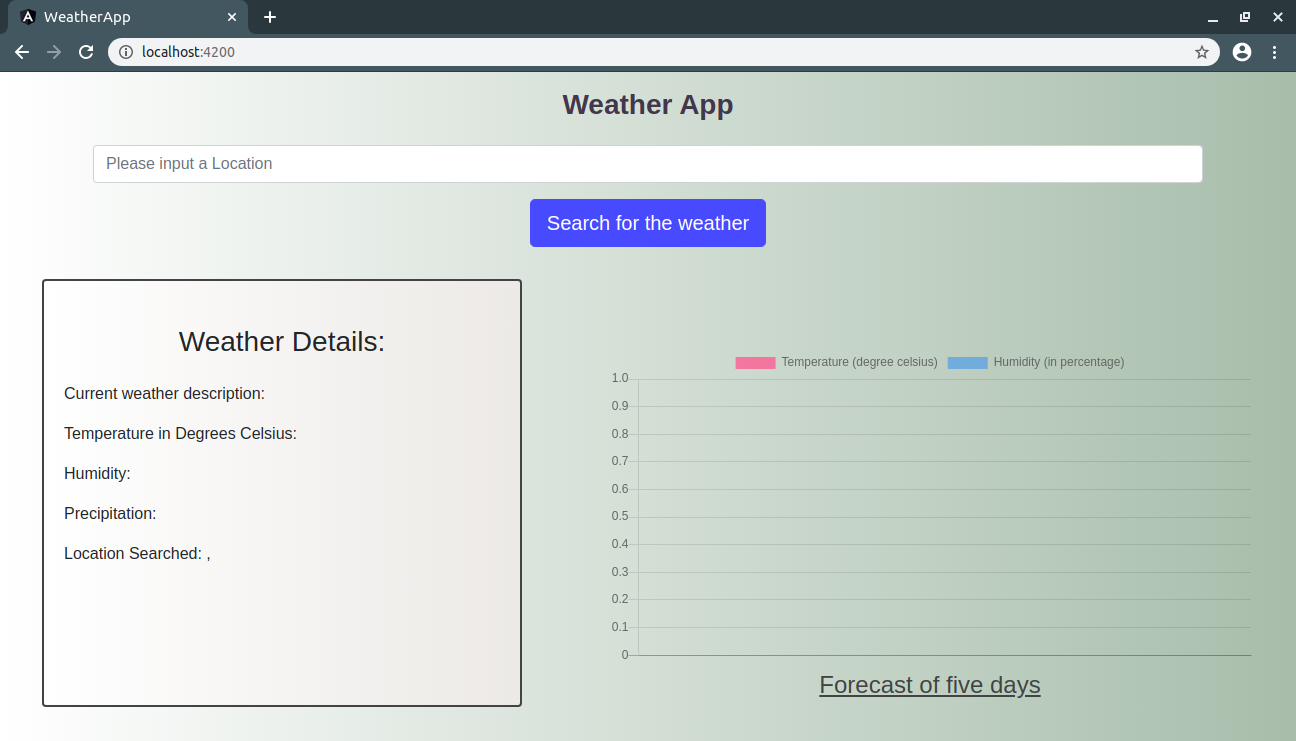 WeatherApp
localhost:4200
Weather App
Please input a Location
Search for the weather
Weather Details:
Current weather description:
Temperature in Degrees Celsius:
Humidity:
Precipitation:
Location Searched: ,
Temperature (degree celsius) Humidity (in percentage)
1.0
0.9
0.8
0.7
0.6
0.5
0.4
0.3
0.2
0.1
0
Forecast of five days